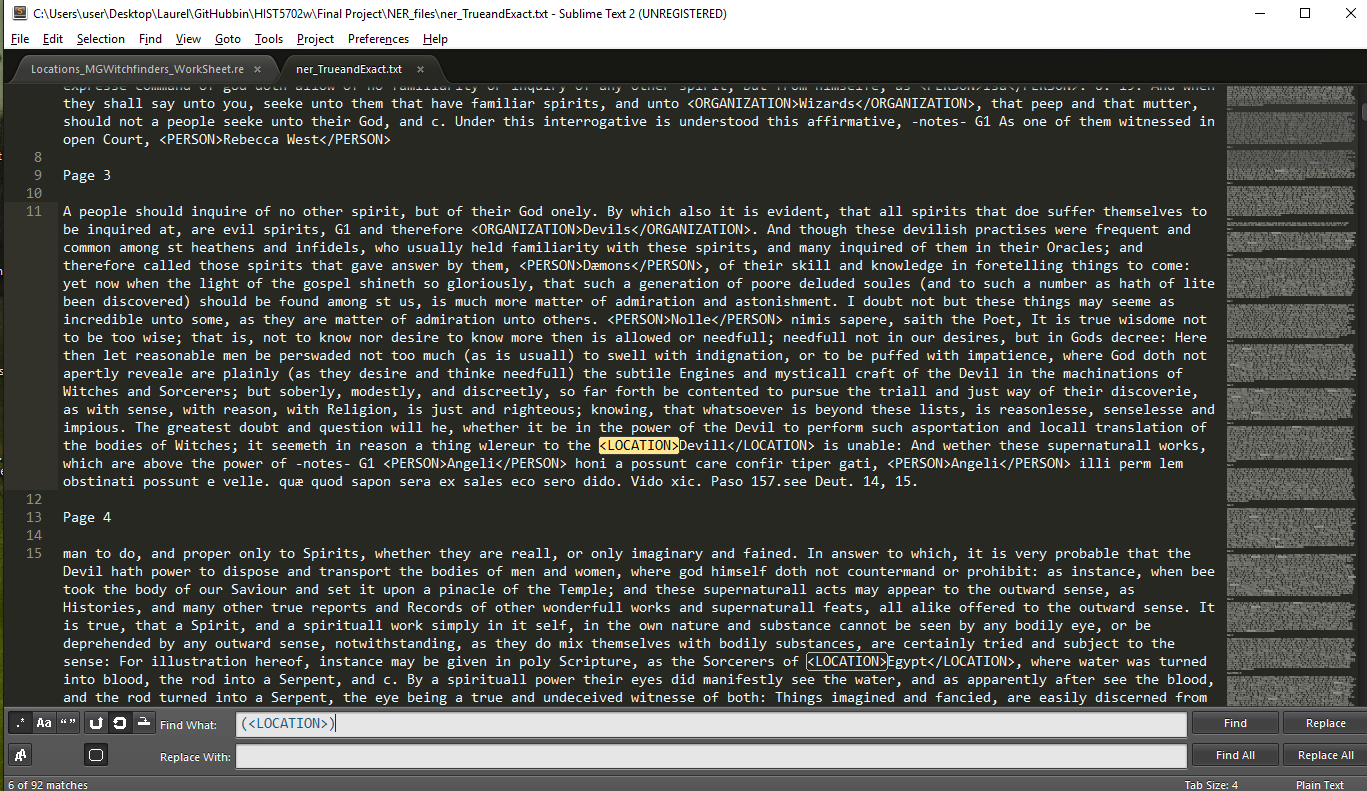 C:\Users\user\Desktop\Laurel\GitHubbin\HIST5702w\Final Project\NER_files\ner_TrueandExact.txt - Sublime Text 2 (UNREGISTERED)
File Edit Selection Find View Goto Tools Project Preferences Help
Locations_MGWitchfinders_WorkSheet.re × ner_TrueandExact.txt ×
expresse command of god doth allow of no familiarity or inquiry of any other spirit, but from himselfe, as <PERSON>Isa</PERSON>. 8. 19. And when
they shall say unto you, seeke unto them that have familiar spirits, and unto <ORGANIZATION>Wizards</ORGANIZATION>, that peep and that mutter,
should not a people seeke unto their God, and c. Under this interrogative is understood this affirmative, -notes- G1 As one of them witnessed in
open Court, <PERSON>Rebecca West</PERSON>
8
9 Page 3
10
11 A people should inquire of no other spirit, but of their God onely. By which also it is evident, that all spirits that doe suffer themselves to
be inquired at, are evil spirits, G1 and therefore <ORGANIZATION>Devils</ORGANIZATION>. And though these devilish practises were frequent and
common among st heathens and infidels, who usually held familiarity with these spirits, and many inquired of them in their Oracles; and
therefore called those spirits that gave answer by them, <PERSON>Dæmons</PERSON>, of their skill and knowledge in foretelling things to come:
yet now when the light of the gospel shineth so gloriously, that such a generation of poore deluded soules (and to such a number as hath of lite
been discovered) should be found among st us, is much more matter of admiration and astonishment. I doubt not but these things may seeme as
incredible unto some, as they are matter of admiration unto others. <PERSON>Nolle</PERSON> nimis sapere, saith the Poet, It is true wisdome not
to be too wise; that is, not to know nor desire to know more then is allowed or needfull; needfull not in our desires, but in Gods decree: Here
then let reasonable men be perswaded not too much (as is usuall) to swell with indignation, or to be puffed with impatience, where God doth not
apertly reveale are plainly (as they desire and thinke needfull) the subtile Engines and mysticall craft of the Devil in the machinations of
Witches and Sorcerers; but soberly, modestly, and discreetly, so far forth be contented to pursue the triall and just way of their discoverie,
as with sense, with reason, with Religion, is just and righteous; knowing, that whatsoever is beyond these lists, is reasonlesse, senselesse and
impious. The greatest doubt and question will he, whether it be in the power of the Devil to perform such asportation and locall translation of
the bodies of Witches; it seemeth in reason a thing wlereur to the <LOCATION>Devill</LOCATION> is unable: And wether these supernaturall works,
which are above the power of -notes- G1 <PERSON>Angeli</PERSON> honi a possunt care confir tiper gati, <PERSON>Angeli</PERSON> illi perm lem
obstinati possunt e velle. quæ quod sapon sera ex sales eco sero dido. Vido xic. Paso 157.see Deut. 14, 15.
12
13 Page 4
14
15 man to do, and proper only to Spirits, whether they are reall, or only imaginary and fained. In answer to which, it is very probable that the
Devil hath power to dispose and transport the bodies of men and women, where god himself doth not countermand or prohibit: as instance, when bee
took the body of our Saviour and set it upon a pinacle of the Temple; and these supernaturall acts may appear to the outward sense, as
Histories, and many other true reports and Records of other wonderfull works and supernaturall feats, all alike offered to the outward sense. It
is true, that a Spirit, and a spirituall work simply in it self, in the own nature and substance cannot be seen by any bodily eye, or be
deprehended by any outward sense, notwithstanding, as they do mix themselves with bodily substances, are certainly tried and subject to the
sense: For illustration hereof, instance may be given in poly Scripture, as the Sorcerers of <LOCATION>Egypt</LOCATION>, where water was turned
into blood, the rod into a Serpent, and c. By a spirituall power their eyes did manifestly see the water, and as apparently after see the blood,
and the rod turned into a Serpent, the eye being a true and undeceived witnesse of both: Things imagined and fancied, are easily discerned from
.* Aa “ ” Find What: (<LOCATION>) Find Replace
Replace With: Find All Replace All
6 of 92 matches Tab Size: 4 Plain Text